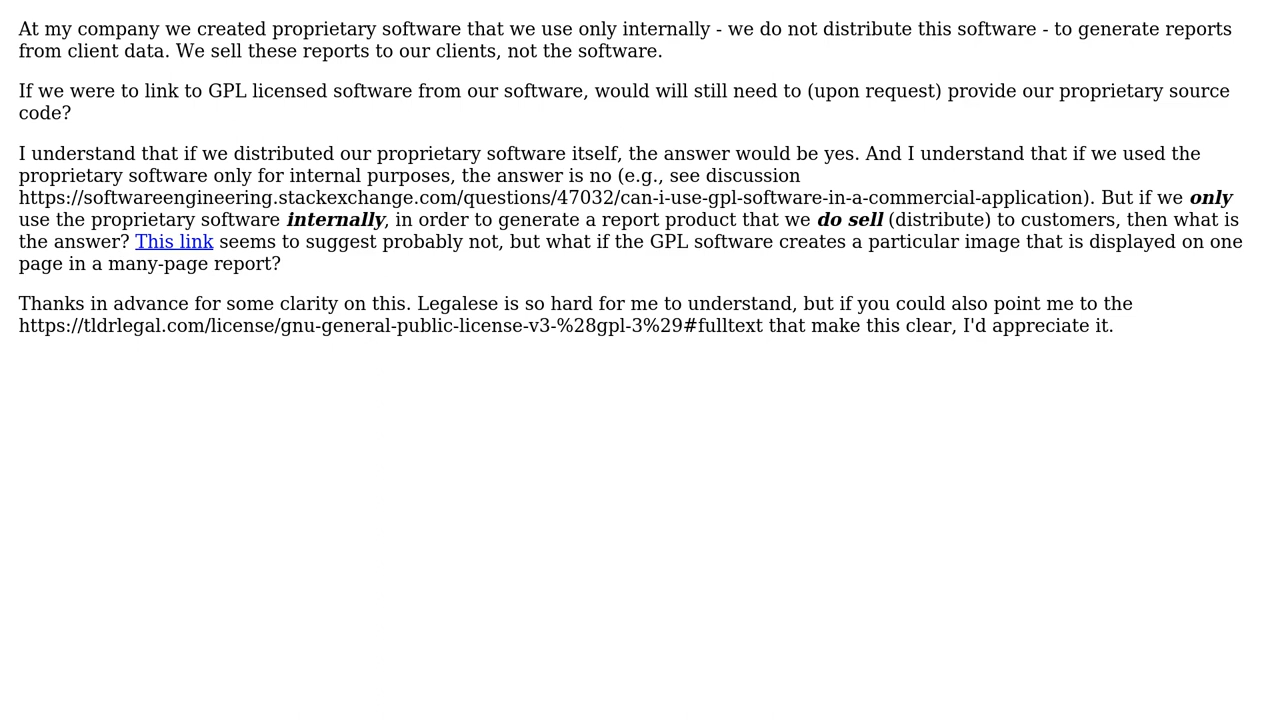 At my company we created proprietary software that we use only internally - we do not distribute this software - to generate reports
from client data. We sell these reports to our clients, not the software.
If we were to link to GPL licensed software from our software, would will still need to (upon request) provide our proprietary source
code?
I understand that if we distributed our proprietary software itself, the answer would be yes. And I understand that if we used the
proprietary software only for internal purposes, the answer is no (e.g., see discussion
https://softwareengineering.stackexchange.com/questions/47032/can-i-use-gpl-software-in-a-commercial-application). But if we only
use the proprietary software internally, in order to generate a report product that we do sell (distribute) to customers, then what is
the answer? This link seems to suggest probably not, but what if the GPL software creates a particular image that is displayed on one
page in a many-page report?
Thanks in advance for some clarity on this. Legalese is so hard for me to understand, but if you could also point me to the
https://tldrlegal.com/license/gnu-general-public-license-v3-%28gpl-3%29#fulltext that make this clear, I'd appreciate it.